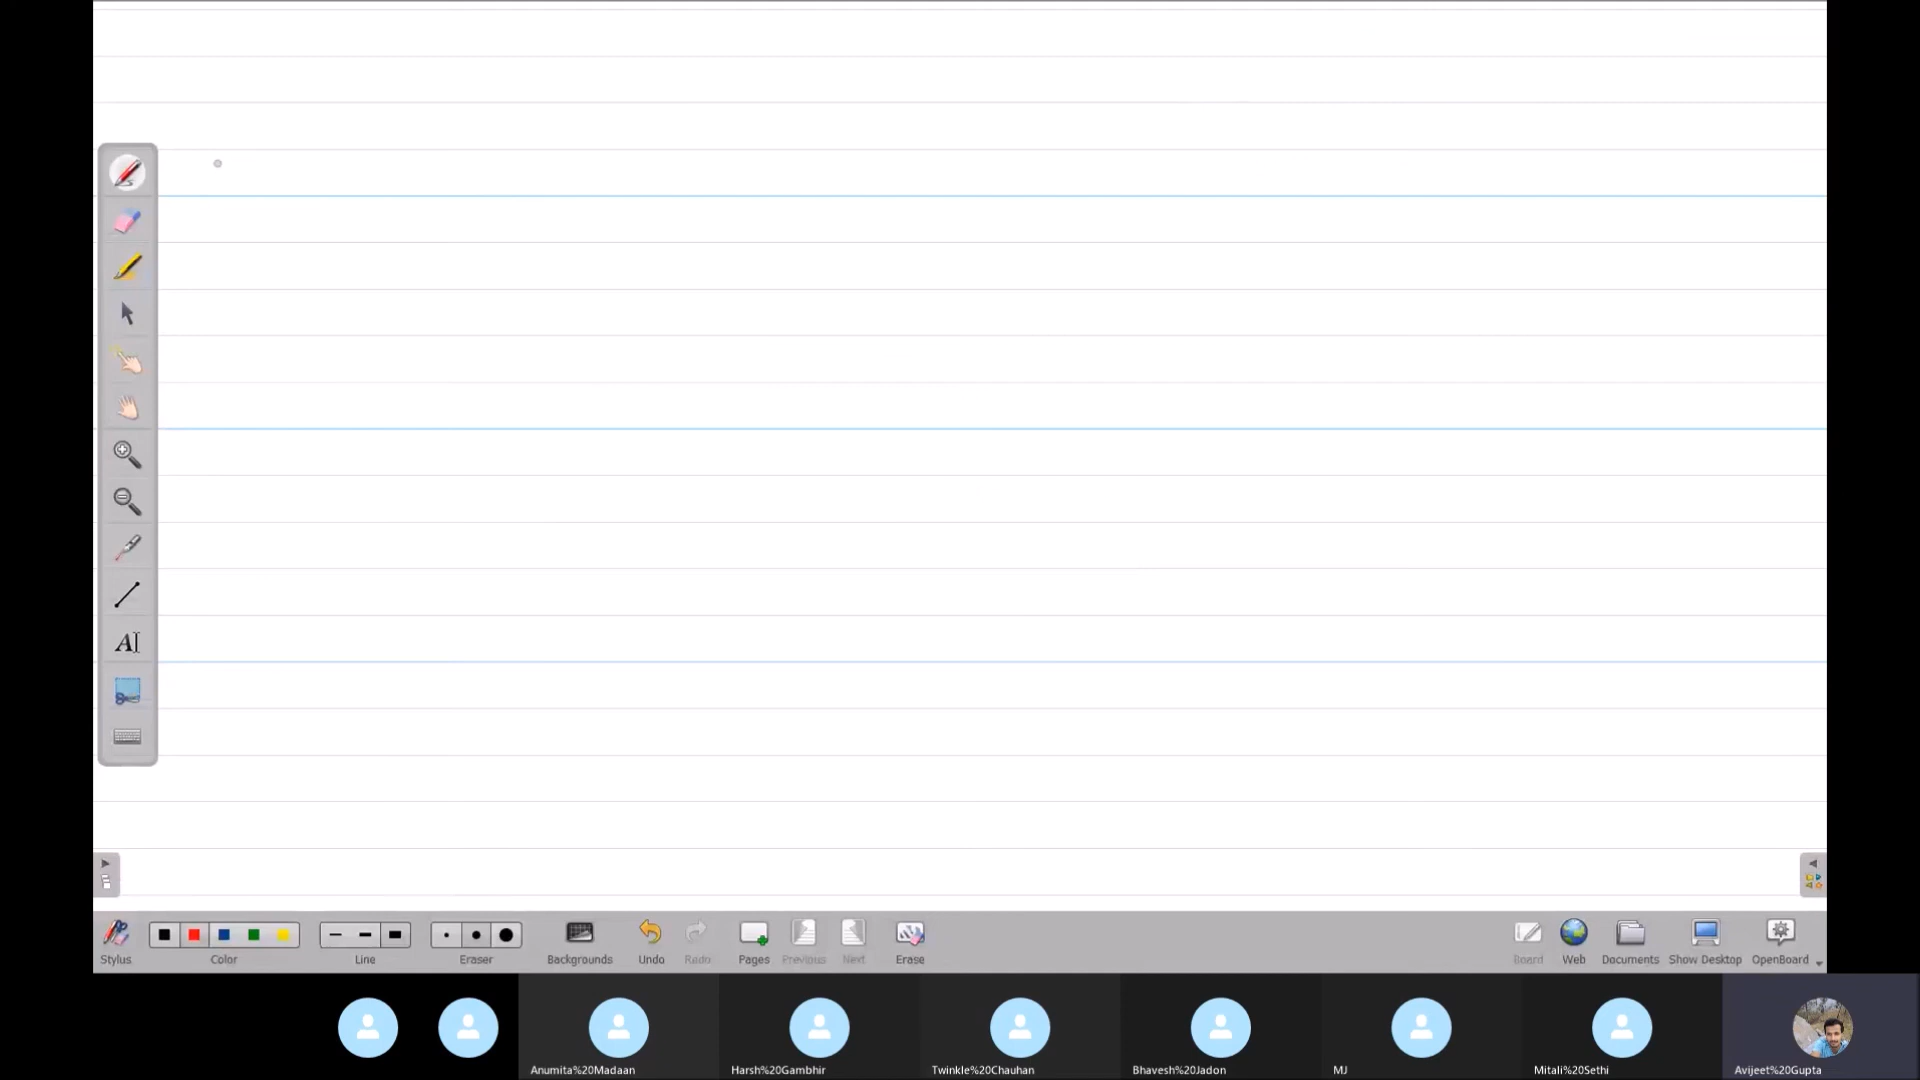 AI
Stylus
Color
Line
Eraser
Backgrounds
Undo
Redo
Pages
Previous
Next
Erase
Board
Web
Documents
Show Desktop
OpenBoard
Anumita%20Madaan
Harsh%20Gambhir
Twinkle%20Chauhan
Bhavesh%20Jadon
MJ
Mitali%20Sethi
Avijeet%20Gupta